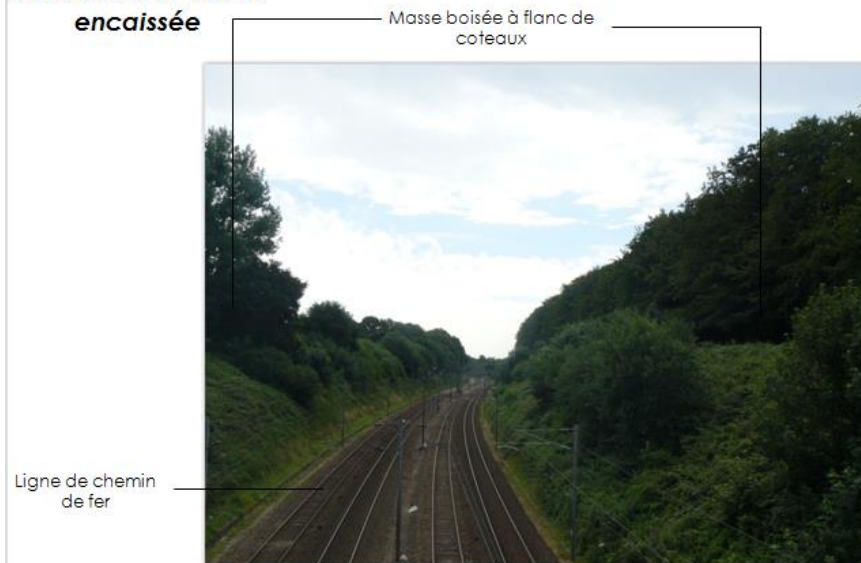 encaissée
Masse boisée à flanc de
coteaux
Ligne de chemin
de fer